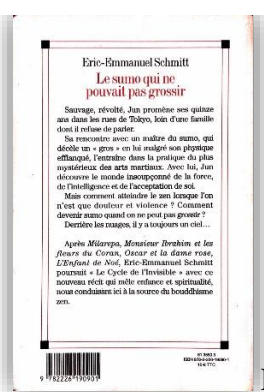 Eric-Emmanuel Schmitt
Le sumo qui ne
pouvait pas grossir
Sauvage, révolté, Jun promène ses quinze
ans dans les rues de Tokyo, loin d'une famille
dont il refuse de parler.
Sa rencontre avec un maître du sumo, qui
décèle un « gros » en lui malgré son physique
efflanqué, l'entraîne dans la pratique du plus
mystérieux des arts martiaux. Avec lui, Jun
découvre le monde insoupçonné de la force,
de l'intelligence et de l'acceptation de soi.
Mais comment atteindre le zen lorsque l'on
n'est que douleur et violence ? Comment
devenir sumo quand on ne peut pas grossir ?
Derrière les nuages, il y a toujours un ciel...
Après Milarepa, Monsieur Ibrahim et les
fleurs du Coran, Oscar et la dame rose,
L'Enfant de Noé, Eric-Emmanuel Schmitt
poursuit « Le Cycle de l'Invisible » avec ce
nouveau récit qui mêle enfance et spiritualité,
nous conduisant ici à la source du bouddhisme
zen.
10 € TTC
9 782226 190901